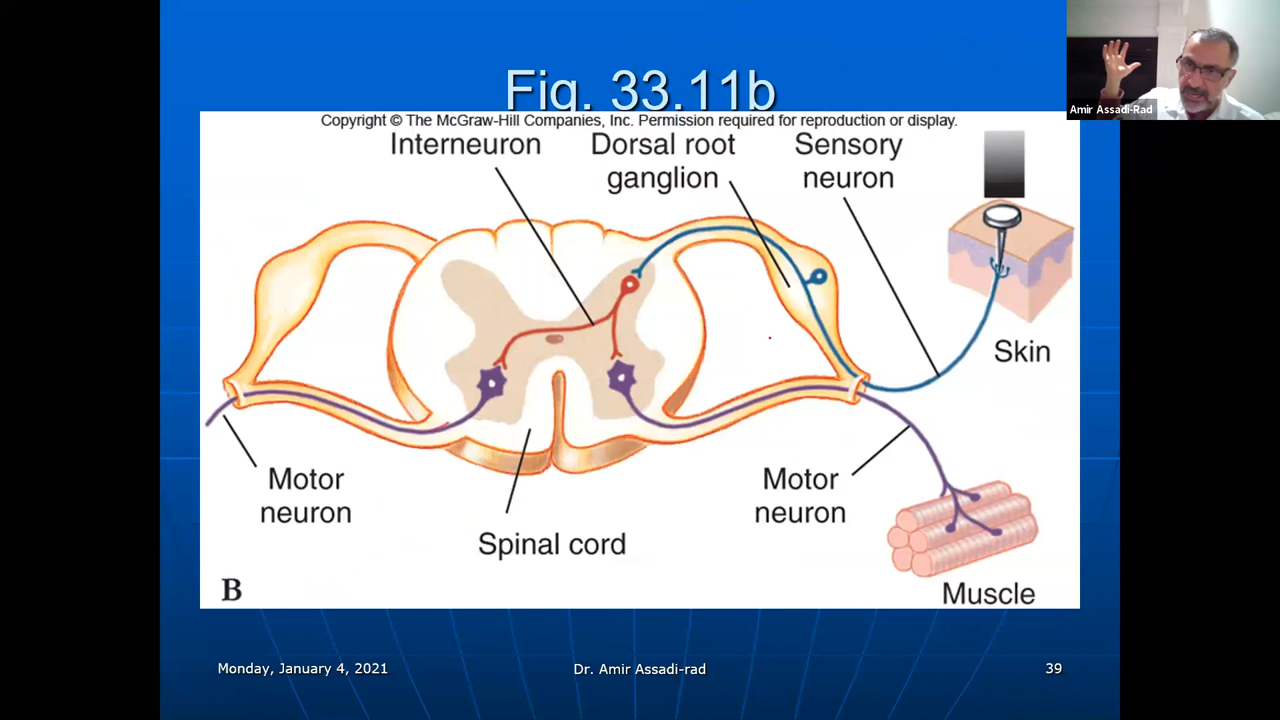 Fig. 33.11b
Amir Assadi-Rad
Copyright © The McGraw-Hill Companies, Inc. Permission required for reproduction or display.
Interneuron
Dorsal root
ganglion
Sensory
neuron
Skin
Motor
neuron
Spinal cord
Motor
neuron
Muscle
B
Monday, January 4, 2021
Dr. Amir Assadi-rad
39